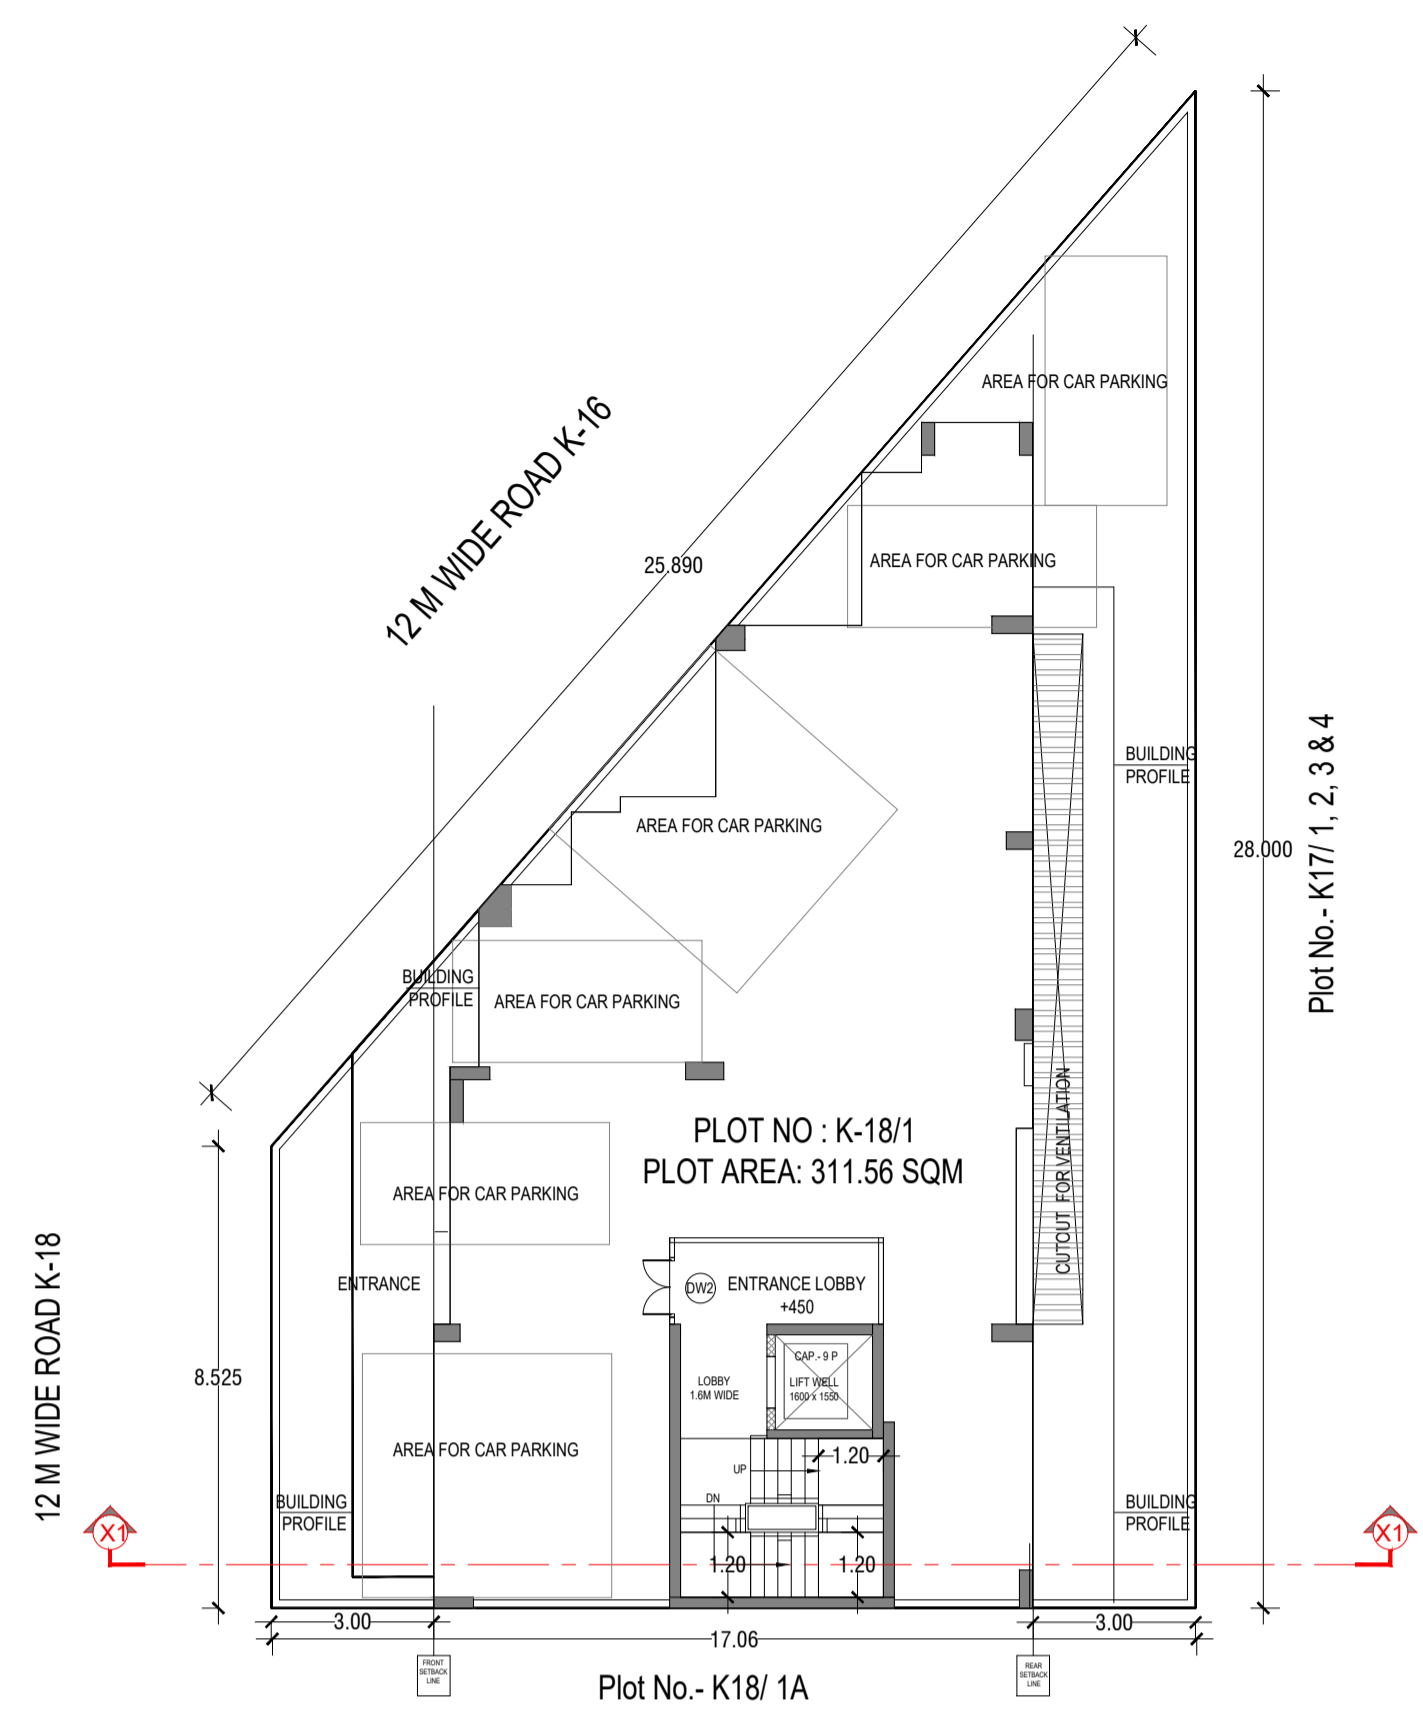 12 M WIDE ROAD K-16
25.890
AREA FOR CAR PARKING
AREA FOR CAR PARKING
BUILDING
PROFILE
28.000
Plot No.- K17/ 1, 2, 3 & 4
AREA FOR CAR PARKING
BUILDING
PROFILE
AREA FOR CAR PARKING
CUTOUT FOR VENTILATION
PLOT NO : K-18/1
PLOT AREA: 311.56 SQM
AREA FOR CAR PARKING
ENTRANCE
DW2
ENTRANCE LOBBY
+450
12 M WIDE ROAD K-18
8.525
CAP.- 9 P
LIFT WELL
1600 x 1550
LOBBY
1.6M WIDE
AREA FOR CAR PARKING
1.20
UP
DN
BUILDING
PROFILE
BUILDING
PROFILE
X1
X1
1.20
1.20
3.00
3.00
17.06
FRONT
SETBACK
LINE
REAR
SETBACK
LINE
Plot No.- K18/ 1A